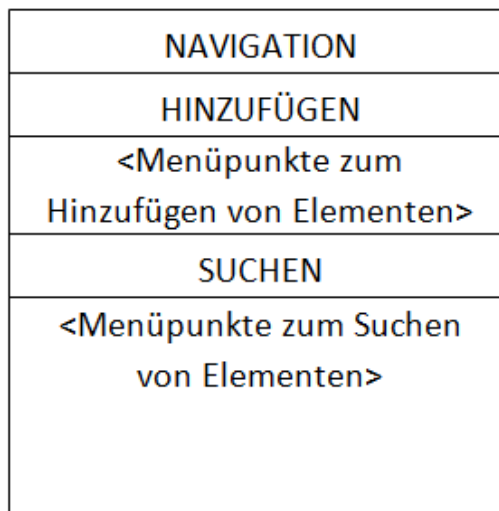 NAVIGATION
HINZUFÜGEN
<Menüpunkte zum
Hinzufügen von Elementen>
SUCHEN
<Menüpunkte zum Suchen
von Elementen>